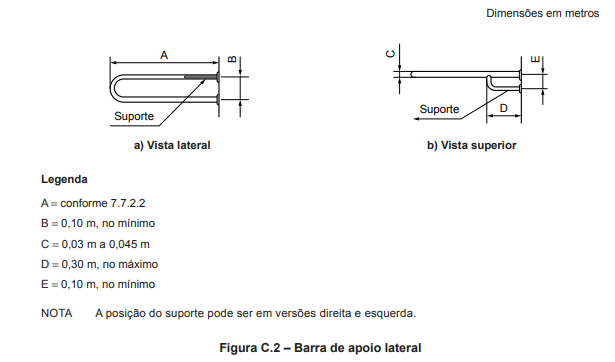 Dimensões em metros
A
B
C
E
Suporte
Suporte
D
a) Vista lateral
b) Vista superior
Legenda
A = conforme 7.7.2.2
B = 0,10 m, no mínimo
C = 0,03 m a 0,045 m
D = 0,30 m, no máximo
E = 0,10 m, no mínimo
NOTA A posição do suporte pode ser em versões direita e esquerda.
Figura C.2 – Barra de apoio lateral